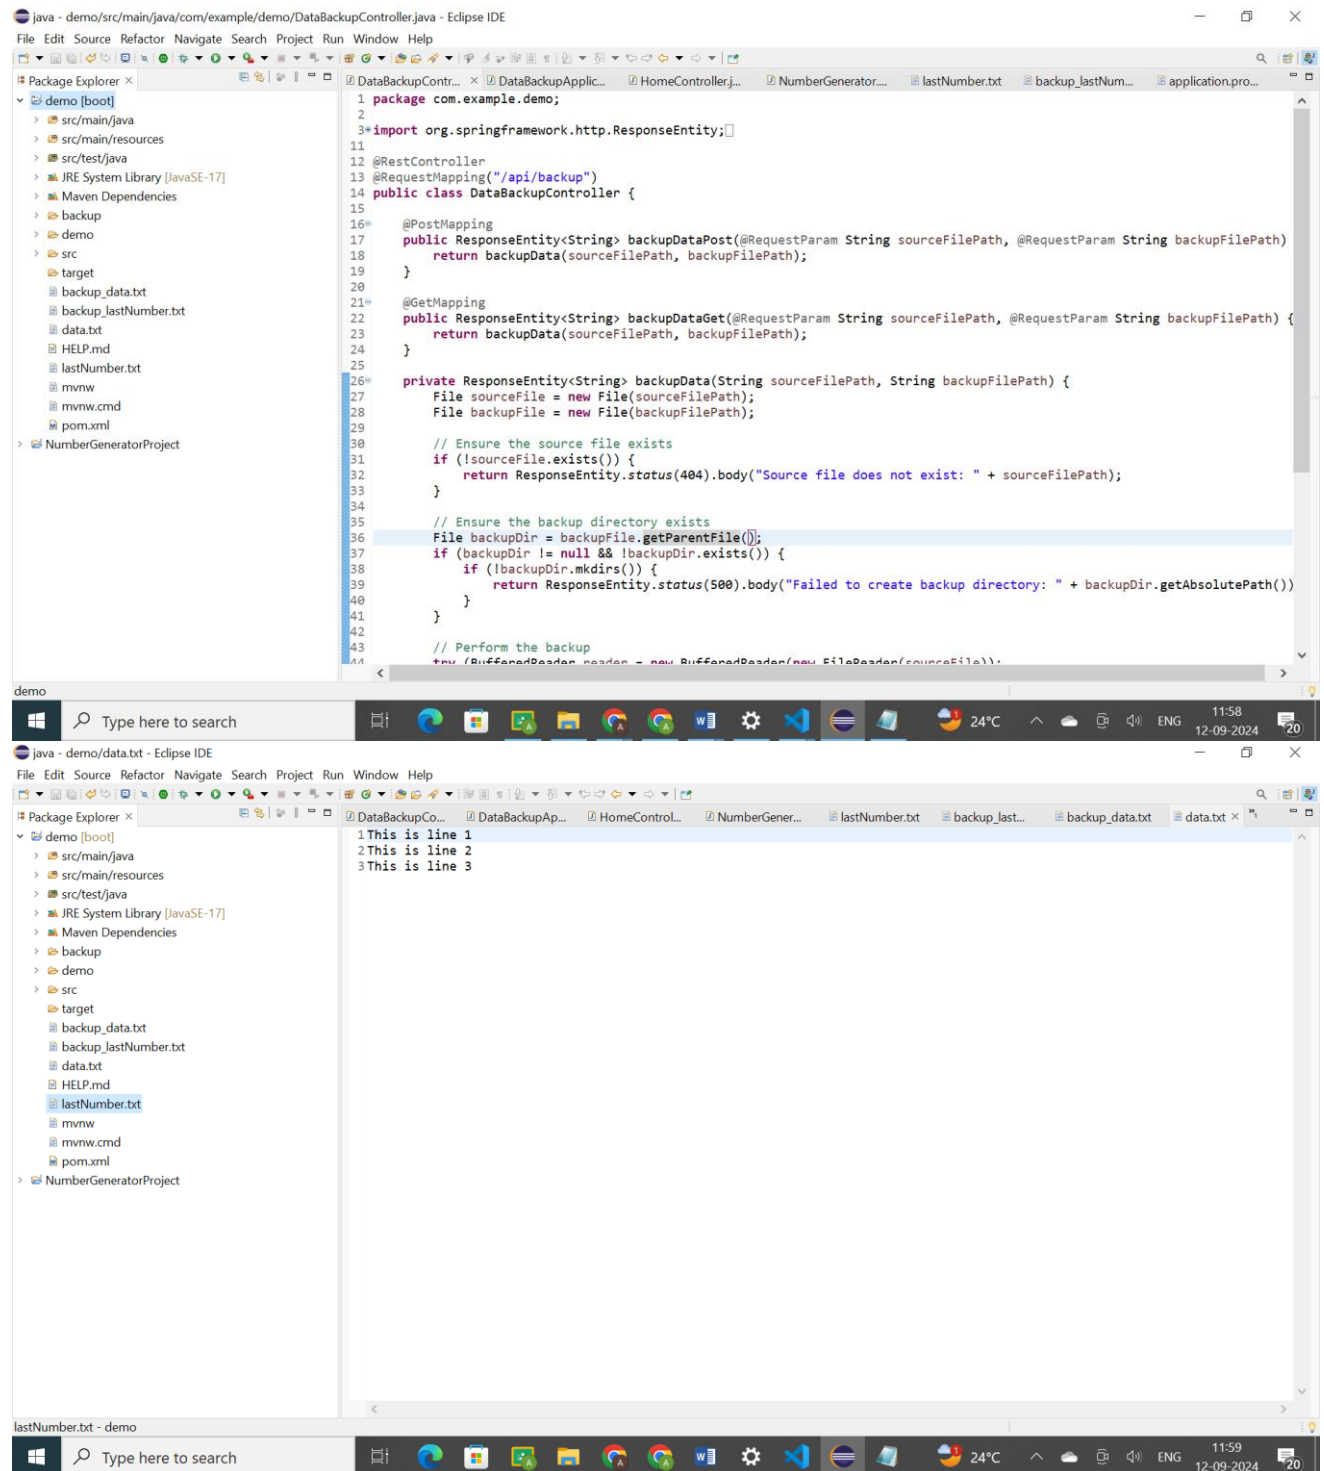 java - demo/src/main/java/com/example/demo/DataBackupController.java - Eclipse IDE
File Edit Source Refactor Navigate Search Project Run Window Help
Package Explorer ×
DataBackupContr... × DataBackupApplic... HomeController.j... NumberGenerator.... lastNumber.txt backup_lastNum... application.pro...
demo [boot]
src/main/java
src/main/resources
src/test/java
JRE System Library [JavaSE-17]
Maven Dependencies
backup
demo
src
target
backup_data.txt
backup_lastNumber.txt
data.txt
HELP.md
lastNumber.txt
mvnw
mvnw.cmd
pom.xml
NumberGeneratorProject
1 package com.example.demo;
2
3 import org.springframework.http.ResponseEntity;
11
12 @RestController
13 @RequestMapping("/api/backup")
14 public class DataBackupController {
15
16 @PostMapping
17 public ResponseEntity<String> backupDataPost(@RequestParam String sourceFilePath, @RequestParam String backupFilePath)
18 return backupData(sourceFilePath, backupFilePath);
19 }
20
21 @GetMapping
22 public ResponseEntity<String> backupDataGet(@RequestParam String sourceFilePath, @RequestParam String backupFilePath) {
23 return backupData(sourceFilePath, backupFilePath);
24 }
25
26 private ResponseEntity<String> backupData(String sourceFilePath, String backupFilePath) {
27 File sourceFile = new File(sourceFilePath);
28 File backupFile = new File(backupFilePath);
29
30 // Ensure the source file exists
31 if (!sourceFile.exists()) {
32 return ResponseEntity.status(404).body("Source file does not exist: " + sourceFilePath);
33 }
34
35 // Ensure the backup directory exists
36 File backupDir = backupFile.getParentFile();
37 if (backupDir != null && !backupDir.exists()) {
38 if (!backupDir.mkdirs()) {
39 return ResponseEntity.status(500).body("Failed to create backup directory: " + backupDir.getAbsolutePath())
40 }
41 }
42
43 // Perform the backup
44 try (BufferedReader reader = new BufferedReader(new FileReader(sourceFile));
demo
Type here to search
24°C ENG 11:58
12-09-2024 20
java - demo/data.txt - Eclipse IDE
File Edit Source Refactor Navigate Search Project Run Window Help
Package Explorer ×
DataBackupCo... DataBackupAp... HomeControl... NumberGener... lastNumber.txt backup_last... backup_data.txt data.txt × »1
demo [boot]
src/main/java
src/main/resources
src/test/java
JRE System Library [JavaSE-17]
Maven Dependencies
backup
demo
src
target
backup_data.txt
backup_lastNumber.txt
data.txt
HELP.md
lastNumber.txt
mvnw
mvnw.cmd
pom.xml
NumberGeneratorProject
1 This is line 1
2 This is line 2
3 This is line 3
lastNumber.txt - demo
Type here to search
24°C ENG 11:59
12-09-2024 20